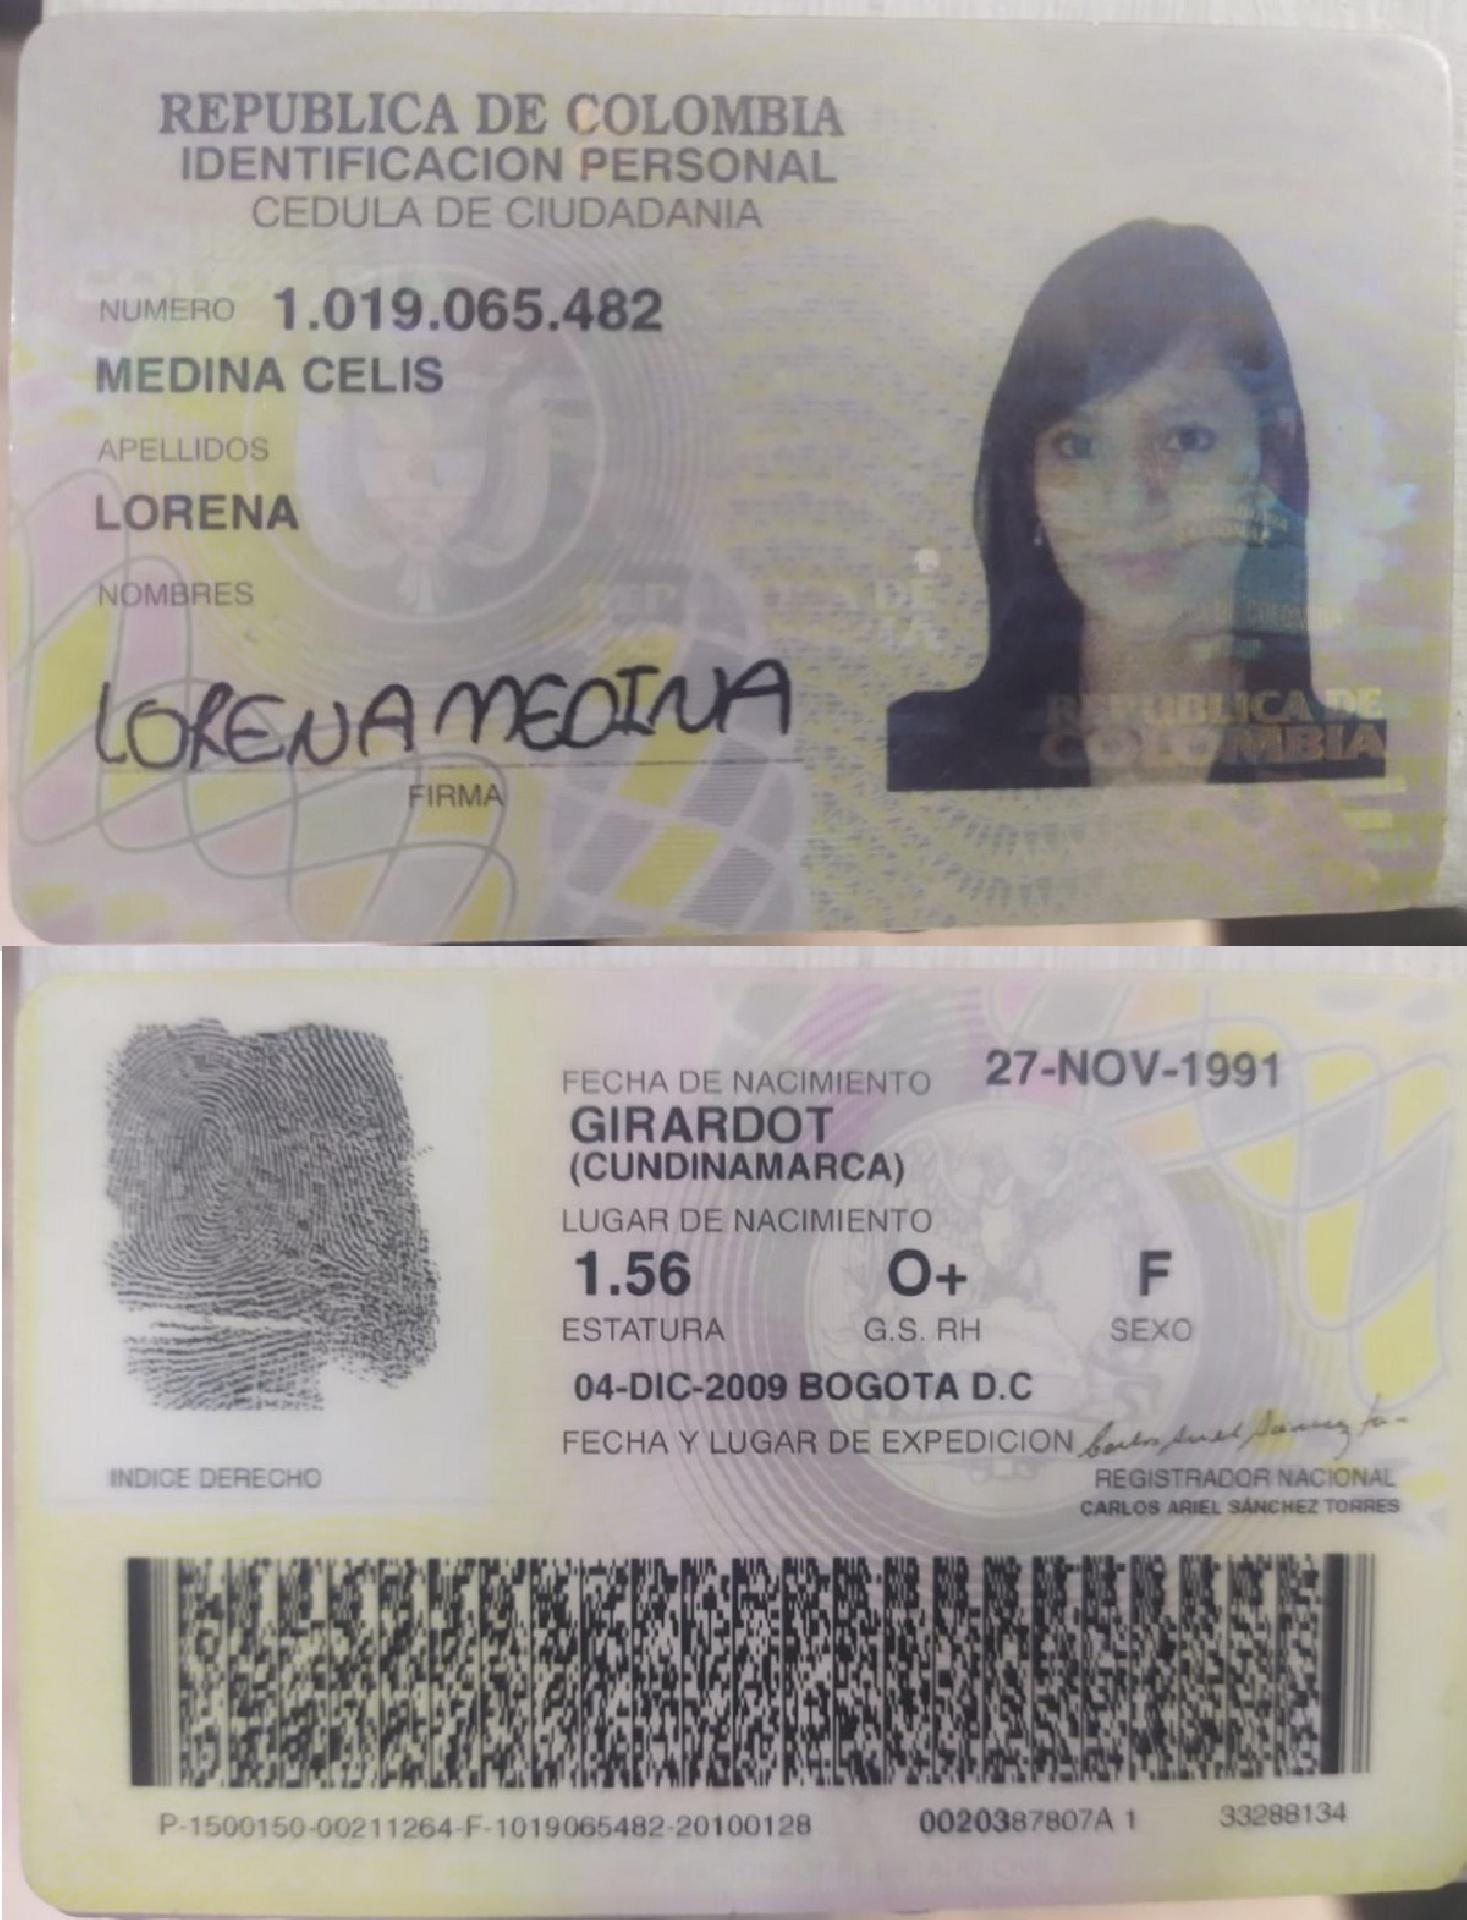 REPUBLICA DE COLOMBIA
IDENTIFICACION PERSONAL
CEDULA DE CIUDADANIA
NUMERO 1.019.065.482
MEDINA CELIS
APELLIDOS
LORENA
NOMBRES
LORENA MEDINA
FIRMA
REPUBLICA DE
COLOMBIA
FECHA DE NACIMIENTO 27-NOV-1991
GIRARDOT
(CUNDINAMARCA)
LUGAR DE NACIMIENTO
1.56 O+ F
ESTATURA G.S. RH SEXO
04-DIC-2009 BOGOTA D.C
FECHA Y LUGAR DE EXPEDICION
INDICE DERECHO
REGISTRADOR NACIONAL
CARLOS ARIEL SÁNCHEZ TORRES
P-1500150-00211264-F-1019065482-20100128 0020387807A 1 33288134